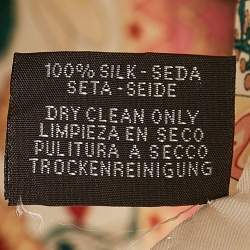 100% SILK - SEDA
SETA - SEIDE
DRY CLEAN ONLY
LIMPIEZA EN SECO
PULITURA A SECCO
TROCKENREINIGUNG